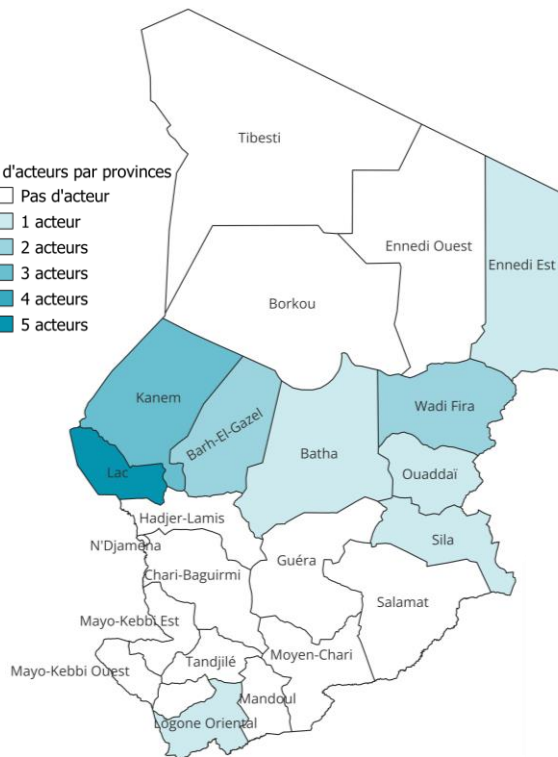 Tibesti
d'acteurs par provinces
Pas d'acteur
1 acteur
2 acteurs
3 acteurs
4 acteurs
5 acteurs
Ennedi Ouest
Ennedi Est
Borkou
Kanem
Barh-El-Gazel
Wadi Fira
Batha
Lac
Ouaddaï
Hadjer-Lamis
N'Djaména
Sila
Guéra
Chari-Baguirmi
Salamat
Mayo-Kebbi Est
Moyen-Chari
Tandjilé
Mayo-Kebbi Ouest
Mandoul
Logone Oriental